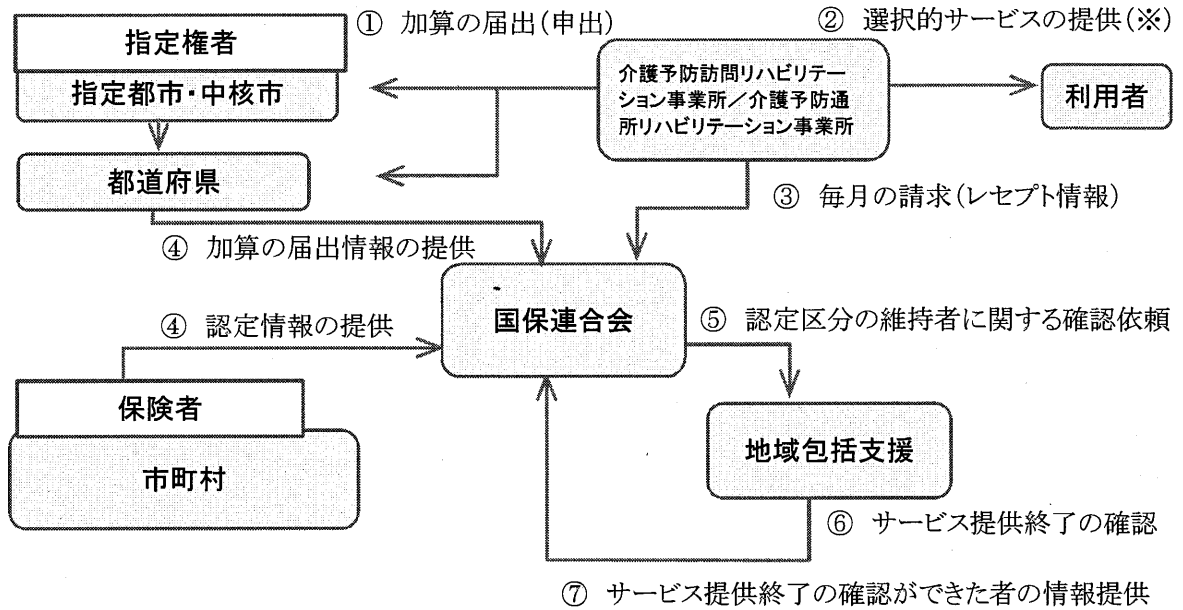 ① 加算の届出(申出)
② 選択的サービスの提供(※)
指定権者
指定都市・中核市
介護予防訪問リハビリテー
ション事業所/介護予防通
所リハビリテーション事業所
利用者
都道府県
③ 毎月の請求(レセプト情報)
④ 加算の届出情報の提供
国保連合会
④ 認定情報の提供
⑤ 認定区分の維持者に関する確認依頼
保険者
市町村
地域包括支援
⑥ サービス提供終了の確認
⑦ サービス提供終了の確認ができた者の情報提供